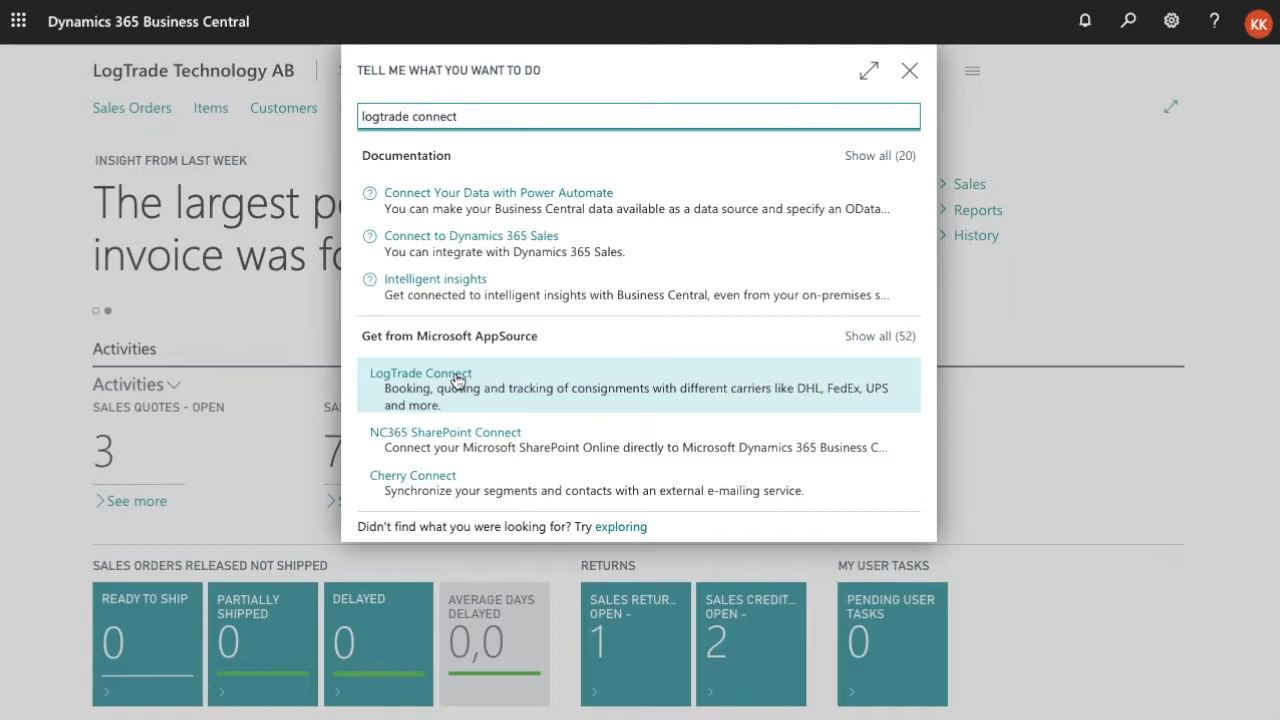 Dynamics 365 Business Central
KK
LogTrade Technology AB
Sales Orders
Items
Customers
INSIGHT FROM LAST WEEK
The largest p
invoice was fo
Sales
Reports
History
TELL ME WHAT YOU WANT TO DO
logtrade connect
Documentation
Show all (20)
Connect Your Data with Power Automate
You can make your Business Central data available as a data source and specify an OData...
Connect to Dynamics 365 Sales
You can integrate with Dynamics 365 Sales.
Intelligent insights
Get connected to intelligent insights with Business Central, even from your on-premises s...
Get from Microsoft AppSource
Show all (52)
LogTrade Connect
Booking, quoting and tracking of consignments with different carriers like DHL, FedEx, UPS
and more.
NC365 SharePoint Connect
Connect your Microsoft SharePoint Online directly to Microsoft Dynamics 365 Business C...
Cherry Connect
Synchronize your segments and contacts with an external e-mailing service.
Didn't find what you were looking for? Try exploring
Activities
Activities
SALES QUOTES - OPEN
3
See more
SA
7
SALES ORDERS RELEASED NOT SHIPPED
READY TO SHIP
0
PARTIALLY
SHIPPED
0
DELAYED
0
AVERAGE DAYS
DELAYED
0,0
RETURNS
SALES RETUR...
OPEN -
1
SALES CREDIT...
OPEN -
2
MY USER TASKS
PENDING USER
TASKS
0